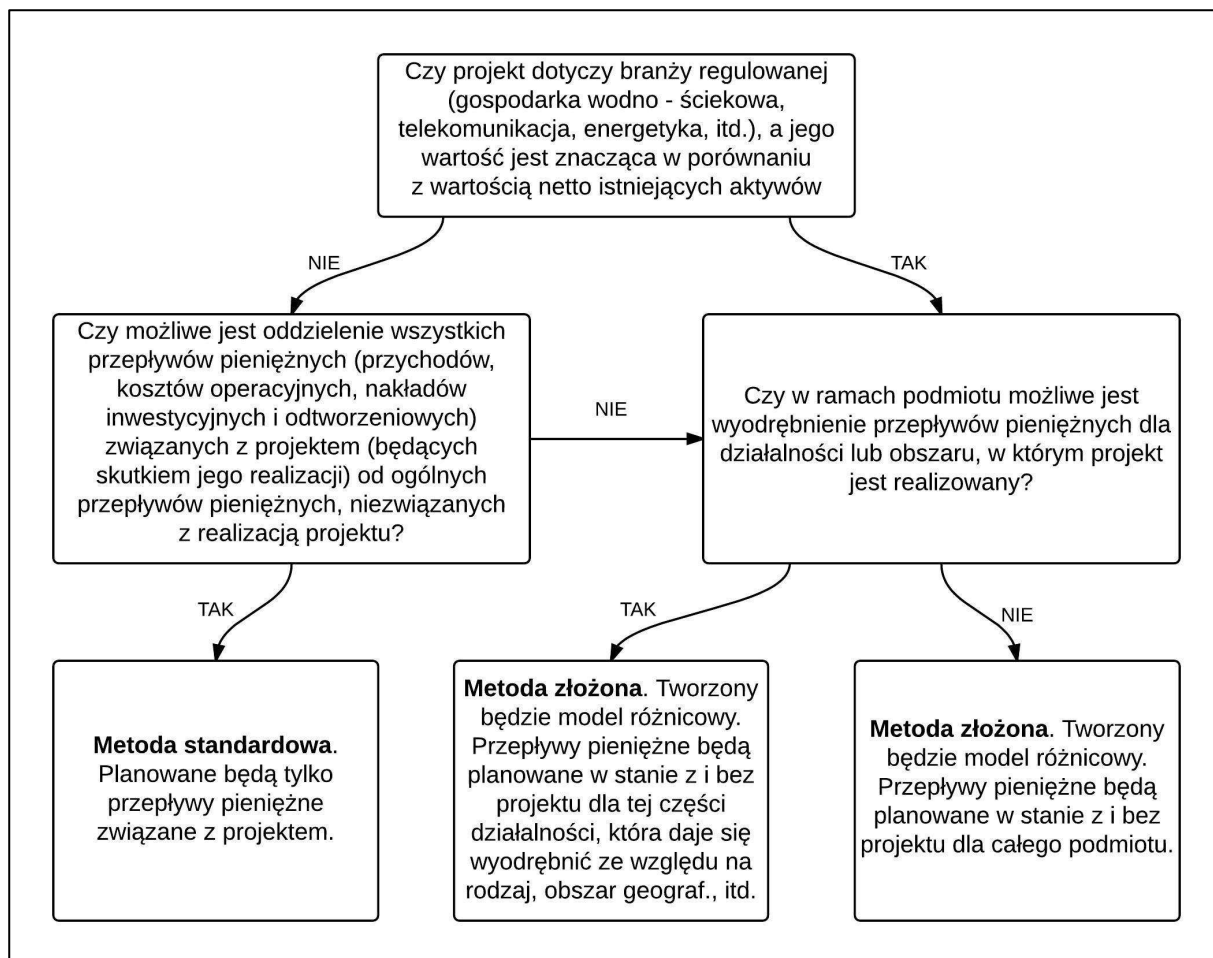 Czy projekt dotyczy branży regulowanej
(gospodarka wodno - ściekowa,
telekomunikacja, energetyka, itd.), a jego
wartość jest znacząca w porównaniu
z wartością netto istniejących aktywów
NIE
TAK
Czy możliwe jest oddzielenie wszystkich
przepływów pieniężnych (przychodów,
kosztów operacyjnych, nakładów
inwestycyjnych i odtworzeniowych)
związanych z projektem (będących
skutkiem jego realizacji) od ogólnych
przepływów pieniężnych, niezwiązanych
z realizacją projektu?
NIE
Czy w ramach podmiotu możliwe jest
wyodrębnienie przepływów pieniężnych dla
działalności lub obszaru, w którym projekt
jest realizowany?
TAK
TAK
NIE
Metoda standardowa.
Planowane będą tylko
przepływy pieniężne
związane z projektem.
Metoda złożona. Tworzony
będzie model różnicowy.
Przepływy pieniężne będą
planowane w stanie z i bez
projektu dla tej części
działalności, która daje się
wyodrębnić ze względu na
rodzaj, obszar geograf., itd.
Metoda złożona. Tworzony
będzie model różnicowy.
Przepływy pieniężne będą
planowane w stanie z i bez
projektu dla całego podmiotu.